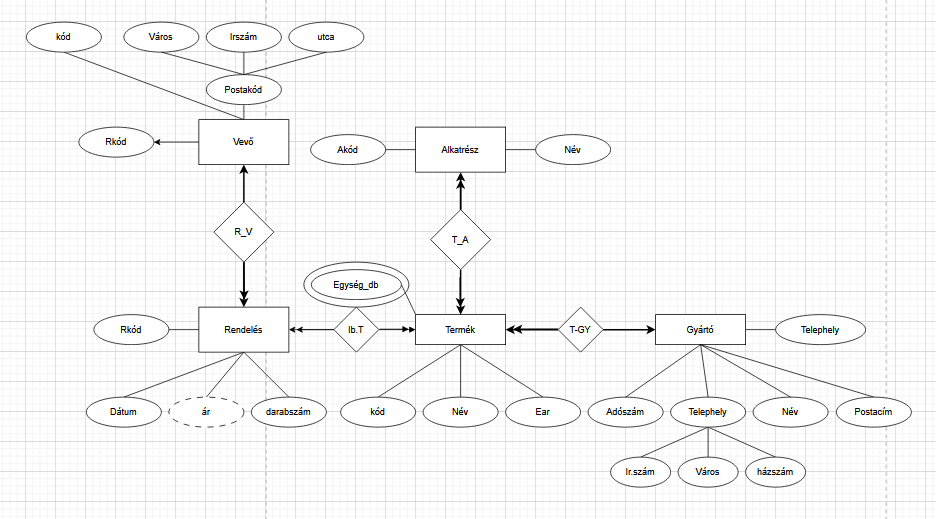 kód
Város
Irszám
utca
Postakód
Rkód
Vevő
Akód
Alkatrész
Név
R_V
T_A
Egység_db
Rkód
Rendelés
Ib.T
Termék
T-GY
Gyártó
Telephely
Dátum
ár
darabszám
kód
Név
Ear
Adószám
Telephely
Név
Postacím
Ir.szám
Város
házszám